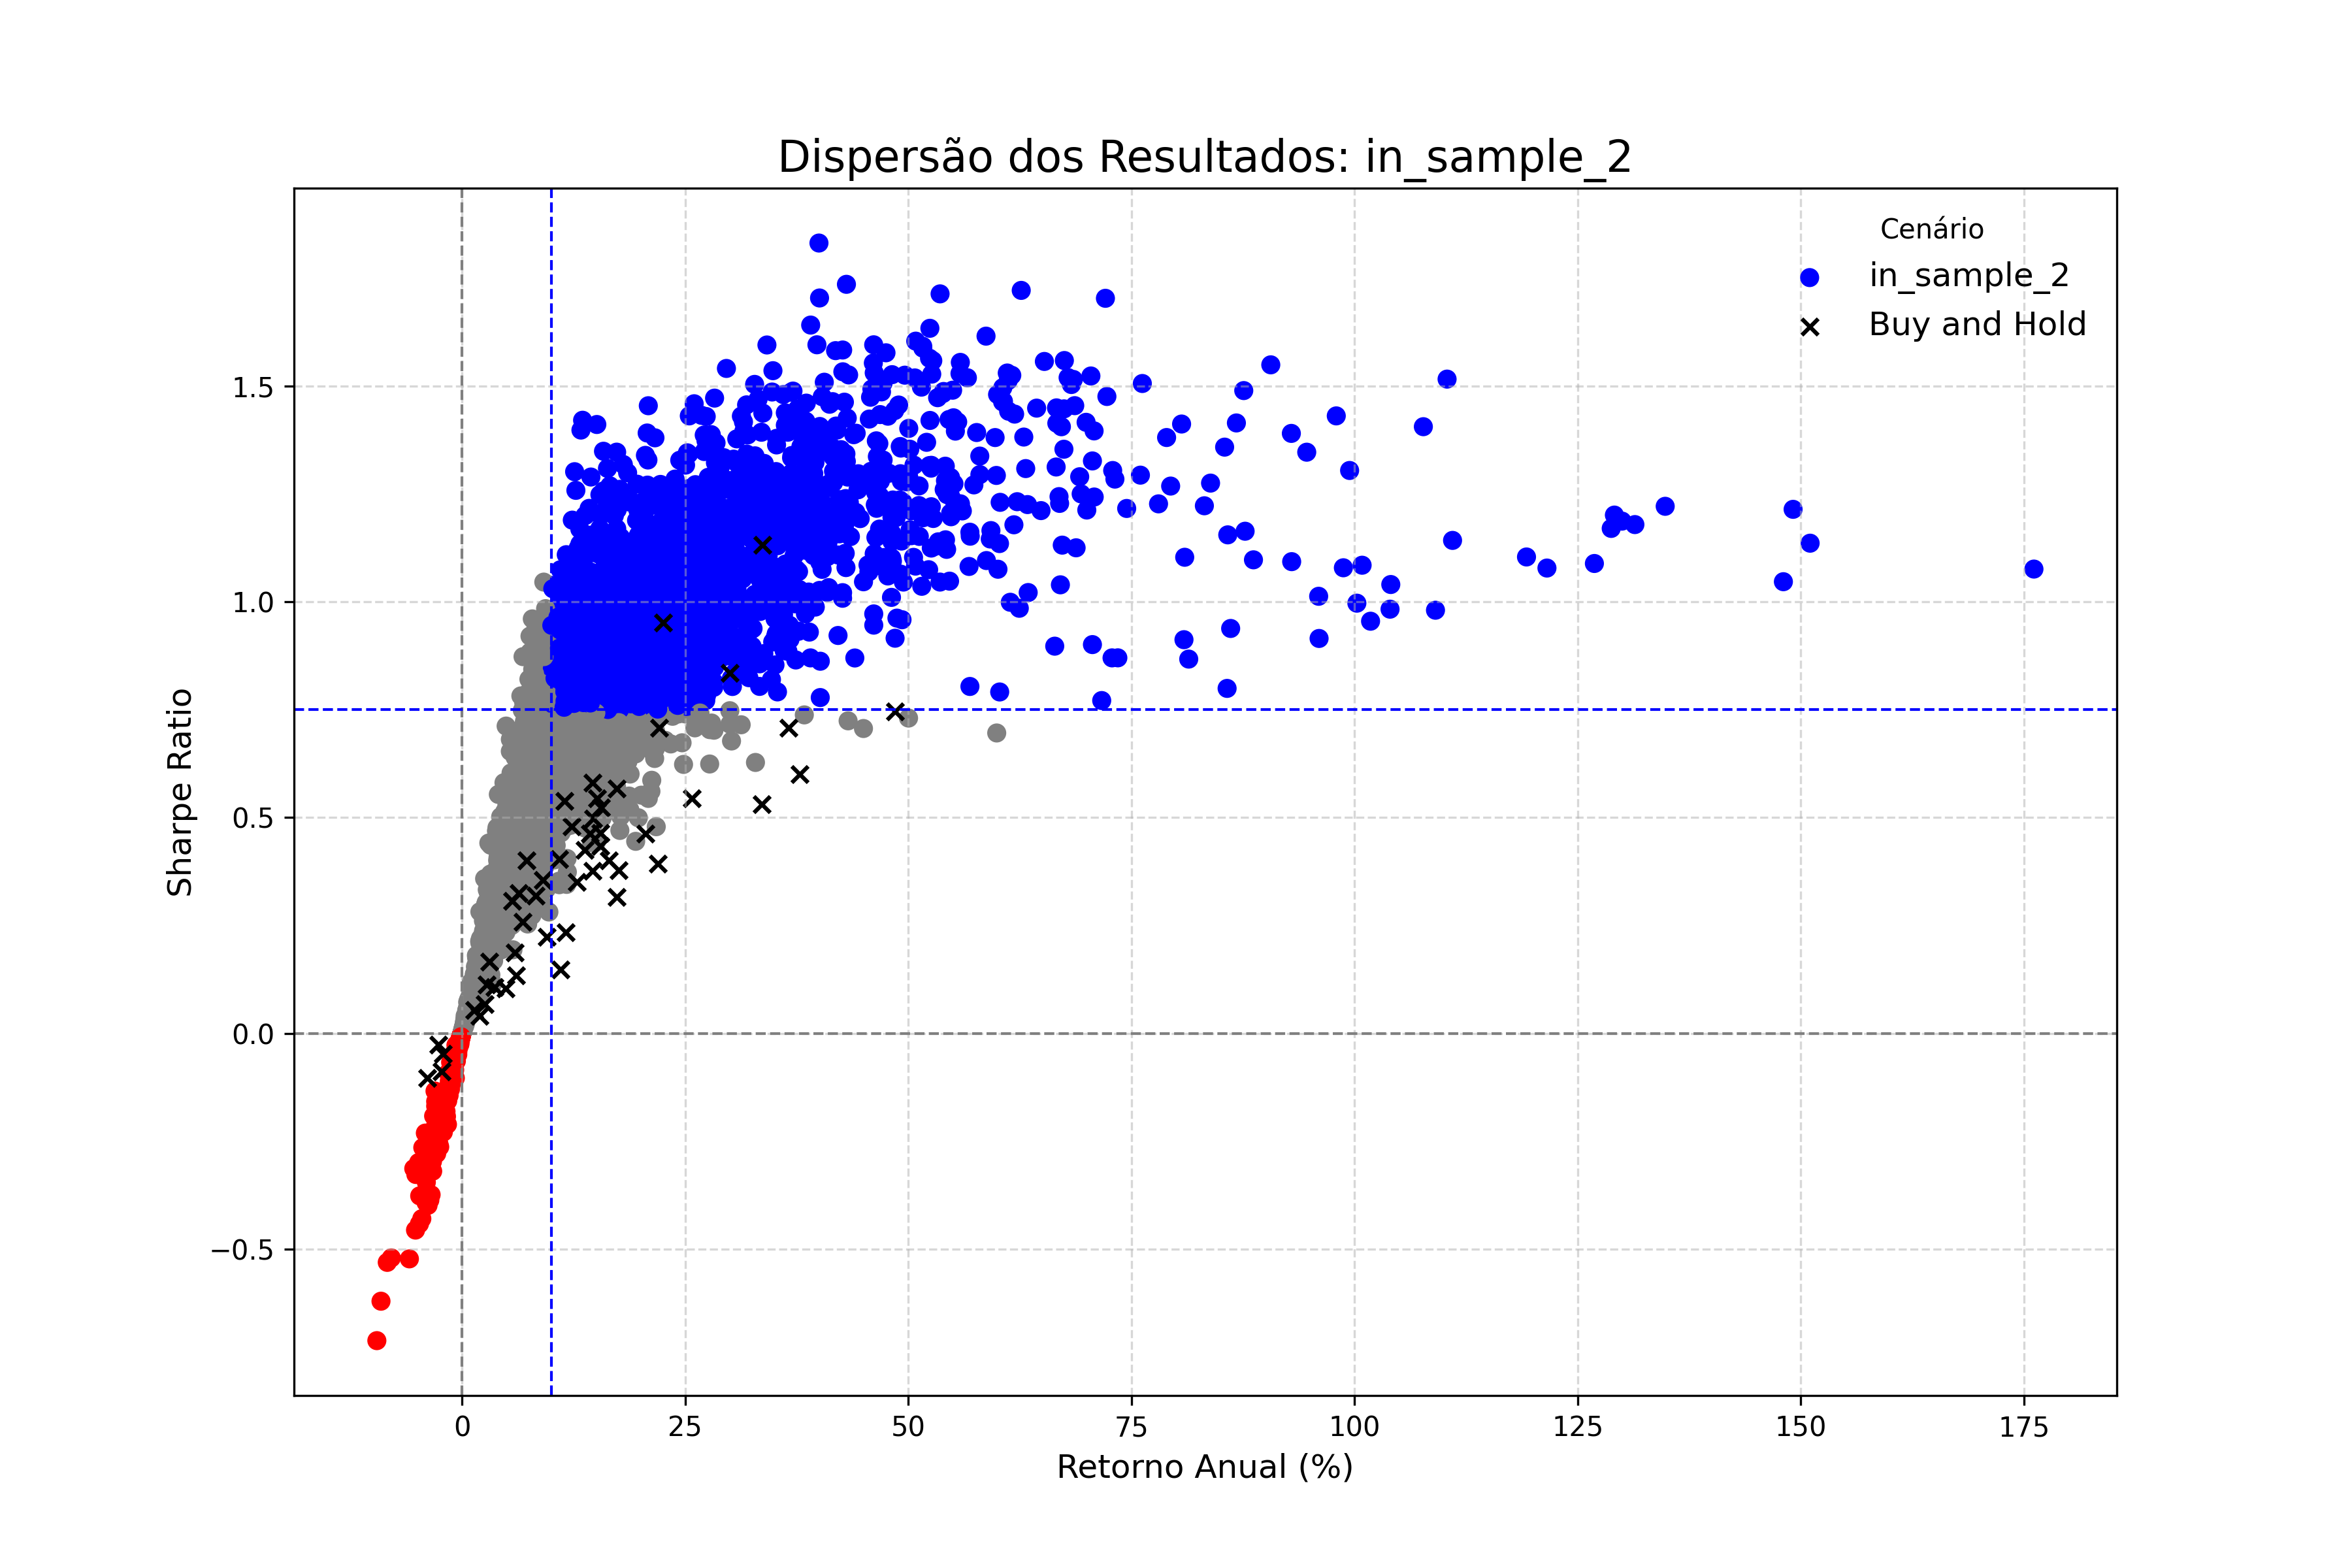 Dispersão dos Resultados: in_sample_2
Cenário
in_sample_2
Buy and Hold
Sharpe Ratio
1.5
1.0
0.5
0.0
−0.5
0
25
50
75
100
125
150
175
Retorno Anual (%)